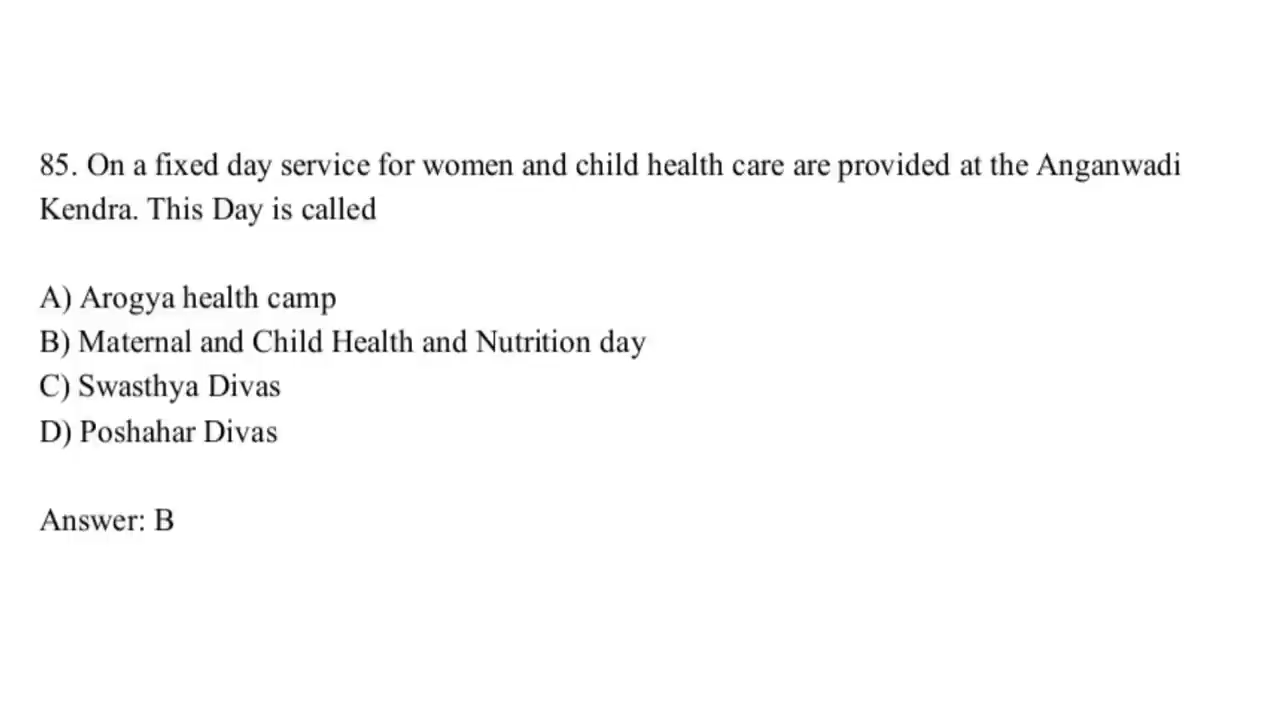 85. On a fixed day service for women and child health care are provided at the Anganwadi
Kendra. This Day is called
A) Arogya health camp
B) Maternal and Child Health and Nutrition day
C) Swasthya Divas
D) Poshahar Divas
Answer: B